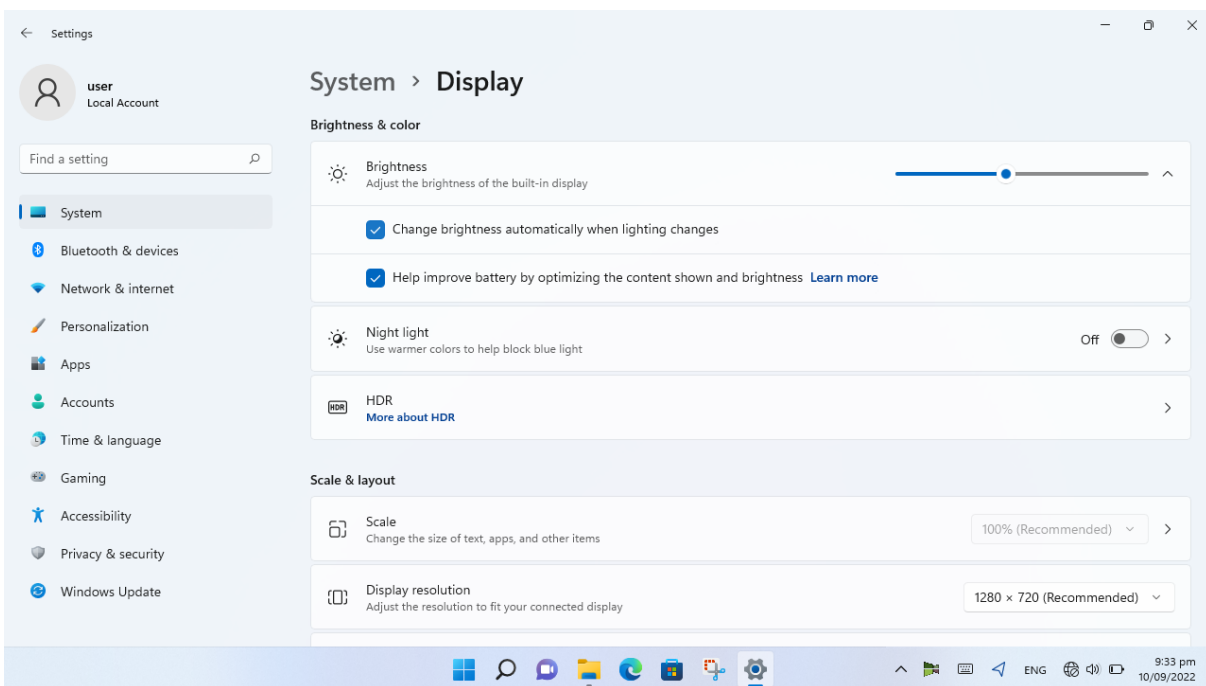 Settings
user
Local Account
Find a setting
System
Bluetooth & devices
Network & internet
Personalization
Apps
Accounts
Time & language
Gaming
Accessibility
Privacy & security
Windows Update
System > Display
Brightness & color
Brightness
Adjust the brightness of the built-in display
Change brightness automatically when lighting changes
Help improve battery by optimizing the content shown and brightness Learn more
Night light
Use warmer colors to help block blue light
Off
HDR
HDR
More about HDR
Scale & layout
Scale
Change the size of text, apps, and other items
100% (Recommended)
Display resolution
Adjust the resolution to fit your connected display
1280 × 720 (Recommended)
ENG
9:33 pm
10/09/2022